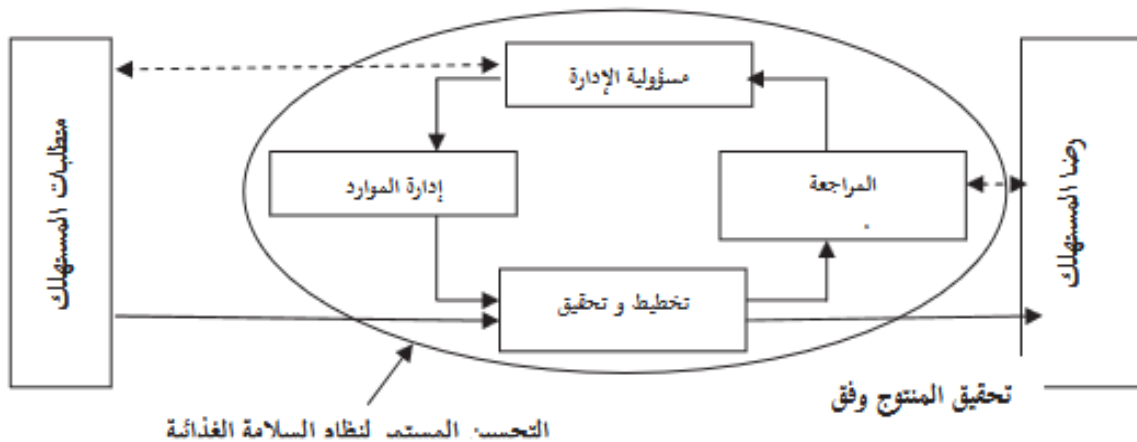 مسؤولية الإدارة
متطلبات المستهلك
إدارة الموارد
المراجعة
رضا المستهلك
تخطيط و تحقيق
تحقيق المنتوج وفق
التحسين المستمر لنظام السلامة الغذائية